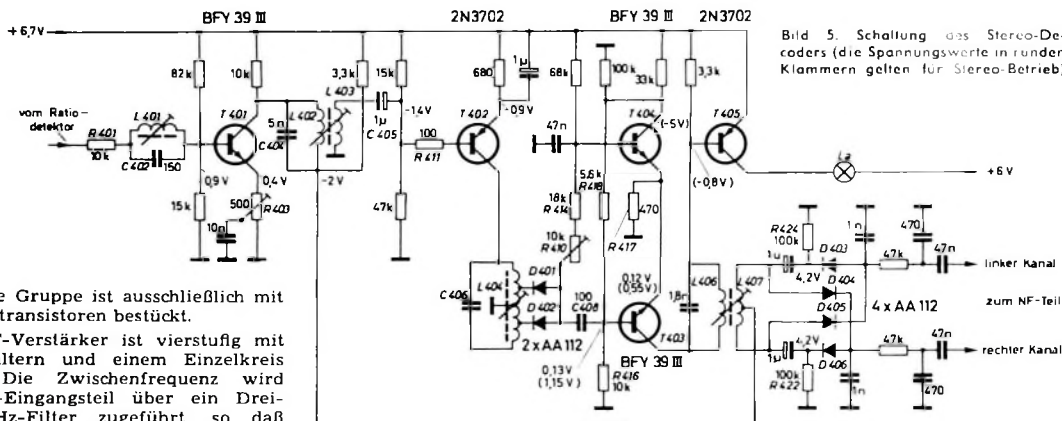 BFY 39 III
2N3702
BFY 39 III
2N3702
Bild 5. Schaltung des Stereo-De-
coders (die Spannungswerte in runden
Klammern gelten für Stereo-Betrieb)
+6,7V
82k
10k
3,3k
15k
680
1µ
68k
100k
33k
3,3k
vom Ratio-
detektor
L401
R401
10k
C402
150
T401
5n
C404
L402
L403
1µ
C405
-1,4V
100
R411
T402
-0,9V
47n
T404
(-5V)
T405
(-0,8V)
La
+6V
0,9V
0,4V
-2V
15k
500
R403
10n
47k
18k
R414
5,6k
R418
470
R417
10k
R410
C406
L404
D401
D402
2xAA112
100
C408
0,12V
(0,55V)
T403
BFY 39 III
0,13V
(1,15V)
R416
10k
1,8n
L406
L407
R424
100k
1µ
4,2V
D403
D404
D405
D406
1n
4xAA112
47k
470
47n
linker Kanal
zum NF-Teil
1µ
4,2V
100k
R422
1n
47k
47n
470
rechter Kanal
e Gruppe ist ausschließlich mit
transistoren bestückt.
F-Verstärker ist vierstufig mit
ltern und einem Einzelkreis
Die Zwischenfrequenz wird
-Eingangsteil über ein Drei-
Hz-Filter zugeführt, so daß